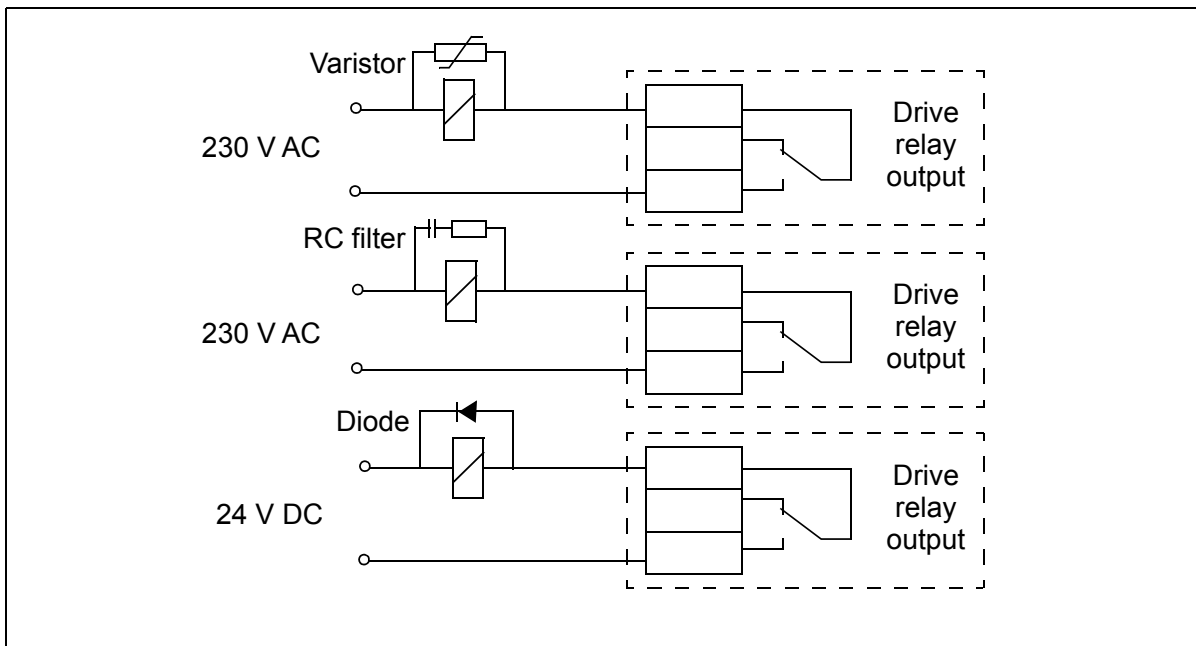 Varistor
230 V AC
Drive
relay
output
RC filter
230 V AC
Drive
relay
output
Diode
24 V DC
Drive
relay
output